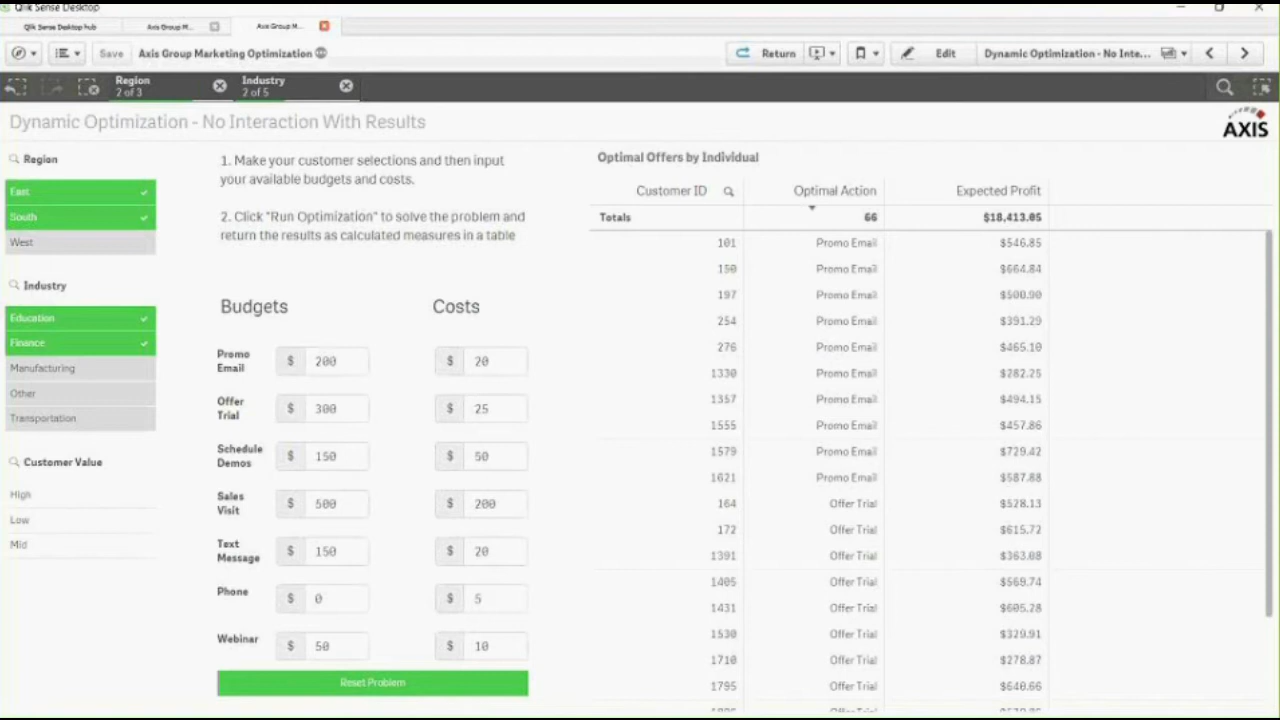 Qlik Sense Desktop
Qlik Sense Desktop hub
Axis Group M...
Axis Group M...
Save
Axis Group Marketing Optimization
Return
Edit
Dynamic Optimization - No Inte...
Region
2 of 3
Industry
2 of 5
Dynamic Optimization - No Interaction With Results
AXIS
Region
East
South
West
Industry
Education
Finance
Manufacturing
Other
Transportation
Customer Value
High
Low
Mid
1. Make your customer selections and then input
your available budgets and costs.
2. Click "Run Optimization" to solve the problem and
return the results as calculated measures in a table
Budgets Costs
Promo Email $ 200 $ 20
Offer Trial $ 300 $ 25
Schedule Demos $ 150 $ 50
Sales Visit $ 500 $ 200
Text Message $ 150 $ 20
Phone $ 0 $ 5
Webinar $ 50 $ 10
Reset Problem
Optimal Offers by Individual
Customer ID Optimal Action Expected Profit
Totals 66 $18,413.05
101 Promo Email $546.85
150 Promo Email $664.84
197 Promo Email $500.90
254 Promo Email $391.29
276 Promo Email $465.10
1330 Promo Email $282.25
1357 Promo Email $494.15
1555 Promo Email $457.86
1579 Promo Email $729.42
1621 Promo Email $587.88
164 Offer Trial $528.13
172 Offer Trial $615.72
1391 Offer Trial $363.08
1405 Offer Trial $569.74
1431 Offer Trial $605.28
1530 Offer Trial $329.91
1710 Offer Trial $278.87
1795 Offer Trial $640.66